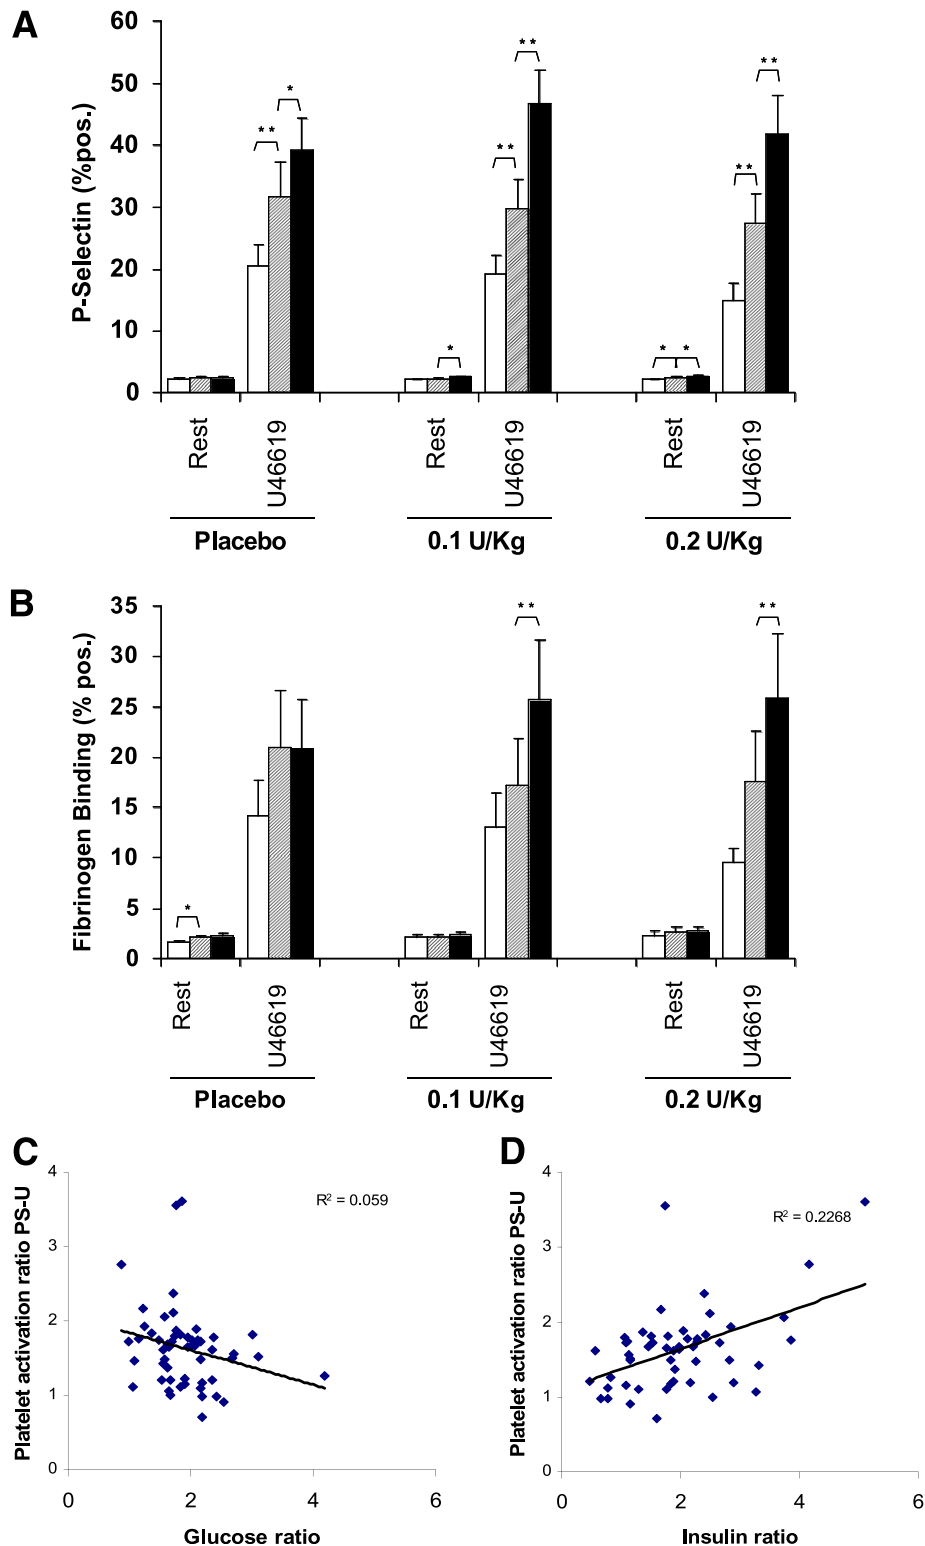 A
P-Selectin (%pos.)
60
50
40
30
20
10
0
**
*
**
**
*
**
**
*
*
Rest
U46619
Rest
U46619
Rest
U46619
Placebo
0.1 U/Kg
0.2 U/Kg
B
Fibrinogen Binding (% pos.)
35
30
25
20
15
10
5
0
*
**
**
Rest
U46619
Rest
U46619
Rest
U46619
Placebo
0.1 U/Kg
0.2 U/Kg
C
Platelet activation ratio PS-U
4
3
2
1
0
R² = 0.059
0
2
4
6
Glucose ratio
D
Platelet activation ratio PS-U
4
3
2
1
0
R² = 0.2268
0
2
4
6
Insulin ratio